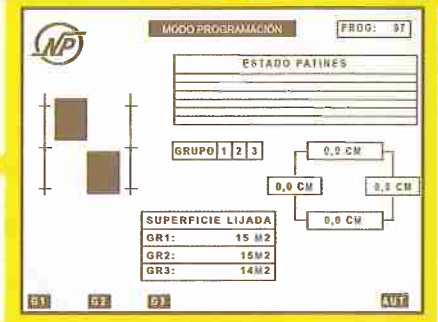 NP
MODO PROGRAMACIÓN
PROG: 97
ESTADO PATINES
GRUPO 1 2 3
0,0 CM
0,0 CM
0,0 CM
0,0 CM
SUPERFICIE LIJADA
GR1: 15 M2
GR2: 15M2
GR3: 14M2
G1
G2
G3
AUT